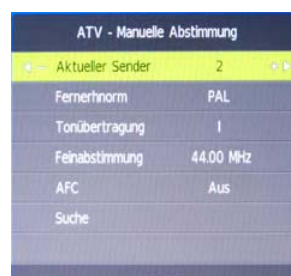 ATV - Manuelle Abstimmung
Aktueller Sender 2
Fernerhnorm PAL
Tonübertragung I
Feinabstimmung 44.00 MHz
AFC Aus
Suche